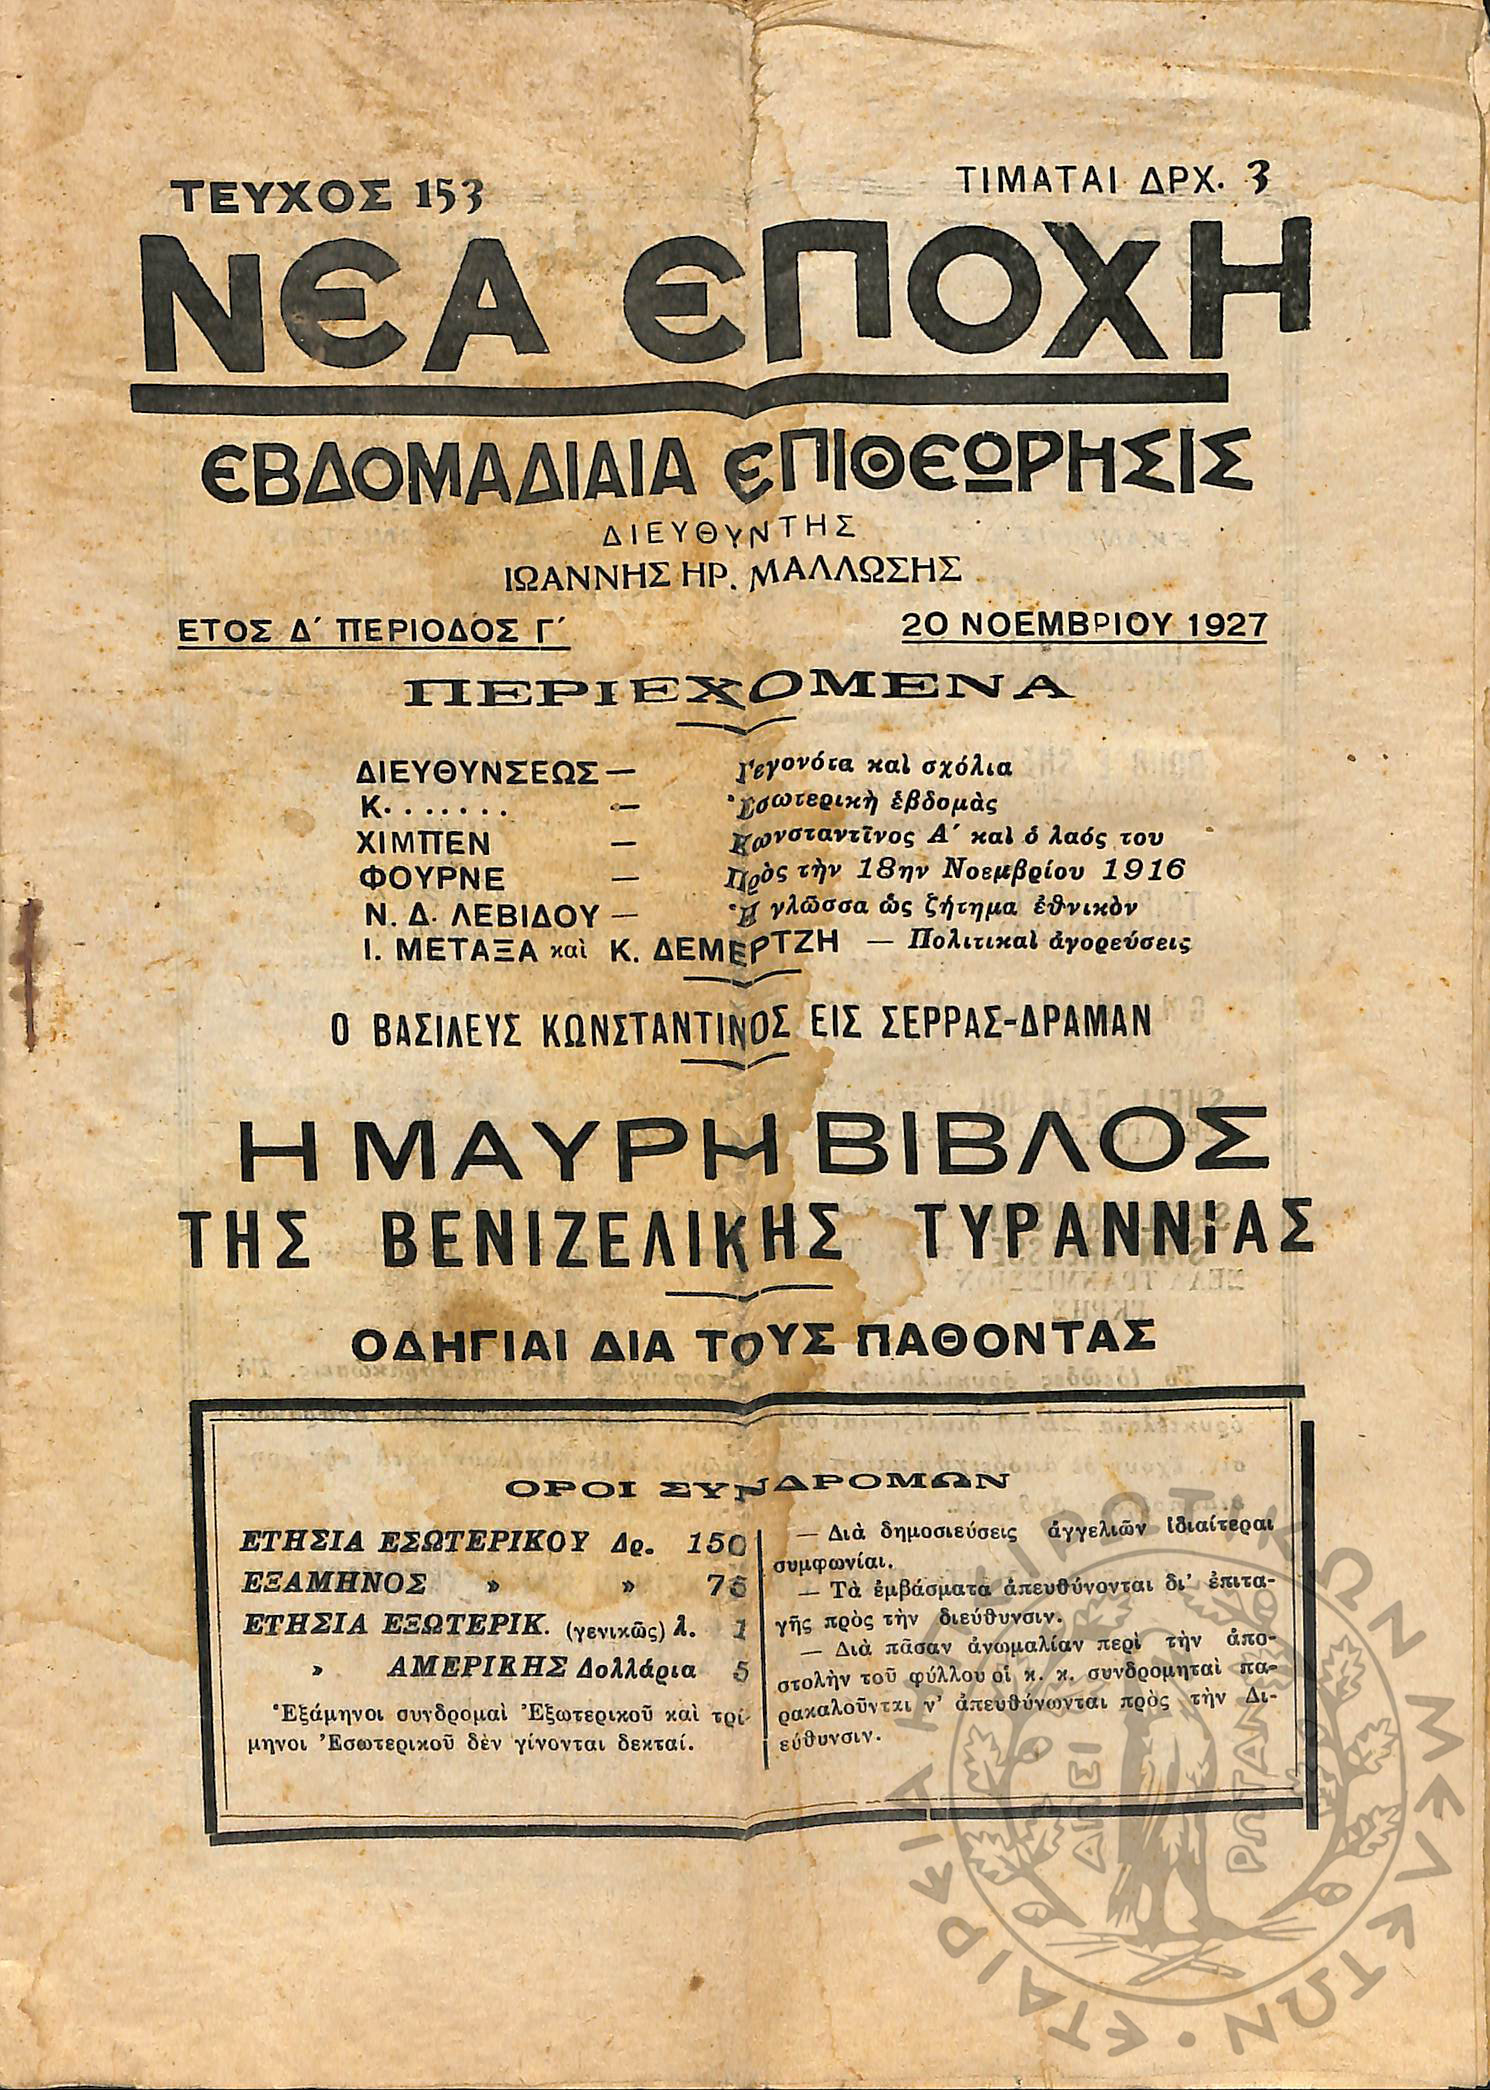 ΤΕΥΧΟΣ 153
ΤΙΜΑΤΑΙ ΔΡΧ. 3
ΝΕΑ ΕΠΟΧΗ
ΕΒΔΟΜΑΔΙΑΙΑ ΕΠΙΘΕΩΡΗΣΙΣ
ΔΙΕΥΘΥΝΤΗΣ
ΙΩΑΝΝΗΣ ΗΡ. ΜΑΛΛΩΣΗΣ
ΕΤΟΣ Δ΄ ΠΕΡΙΟΔΟΣ Γ΄
20 ΝΟΕΜΒΡΙΟΥ 1927
ΠΕΡΙΕΧΟΜΕΝΑ
ΔΙΕΥΘΥΝΣΕΩΣ — Γεγονότα καὶ σχόλια
Κ. . . . . . . — Ἐσωτερικὴ ἑβδομὰς
ΧΙΜΠΕΝ — Κωνσταντῖνος Α΄ καὶ ὁ λαός του
ΦΟΥΡΝΕ — Πρὸς τὴν 18ην Νοεμβρίου 1916
Ν. Δ. ΛΕΒΙΔΟΥ — Ἡ γλῶσσα ὡς ζήτημα ἐθνικὸν
Ι. ΜΕΤΑΞΑ καὶ Κ. ΔΕΜΕΡΤΖΗ — Πολιτικαὶ ἀγορεύσεις
Ο ΒΑΣΙΛΕΥΣ ΚΩΝΣΤΑΝΤΙΝΟΣ ΕΙΣ ΣΕΡΡΑΣ-ΔΡΑΜΑΝ
Η ΜΑΥΡΗ ΒΙΒΛΟΣ
ΤΗΣ ΒΕΝΙΖΕΛΙΚΗΣ ΤΥΡΑΝΝΙΑΣ
ΟΔΗΓΙΑΙ ΔΙΑ ΤΟΥΣ ΠΑΘΟΝΤΑΣ
ΟΡΟΙ ΣΥΝΔΡΟΜΩΝ
ΕΤΗΣΙΑ ΕΣΩΤΕΡΙΚΟΥ Δρ. 150
ΕΞΑΜΗΝΟΣ » » 75
ΕΤΗΣΙΑ ΕΞΩΤΕΡΙΚ. (γενικῶς) λ. 1
» ΑΜΕΡΙΚΗΣ Δολλάρια 5
Ἑξάμηνοι συνδρομαὶ Ἐξωτερικοῦ καὶ τρί-
μηνοι Ἐσωτερικοῦ δὲν γίνονται δεκταί.
— Διὰ δημοσιεύσεις ἀγγελιῶν ἰδιαίτεραι
συμφωνίαι.
— Τὰ ἐμβάσματα ἀπευθύνονται δι' ἐπιτα-
γῆς πρὸς τὴν διεύθυνσιν.
— Διὰ πᾶσαν ἀνωμαλίαν περὶ τὴν ἀπο-
στολὴν τοῦ φύλλου οἱ κ. κ. συνδρομηταὶ πα-
ρακαλοῦνται ν' ἀπευθύνωνται πρὸς τὴν Δι-
εύθυνσιν.
ΕΤΑΙΡΕΙΑ ΗΠΕΙΡΩΤΙΚΩΝ ΜΕΛΕΤΩΝ
ΑΠΕΙ
ΡΩΤΑΝ